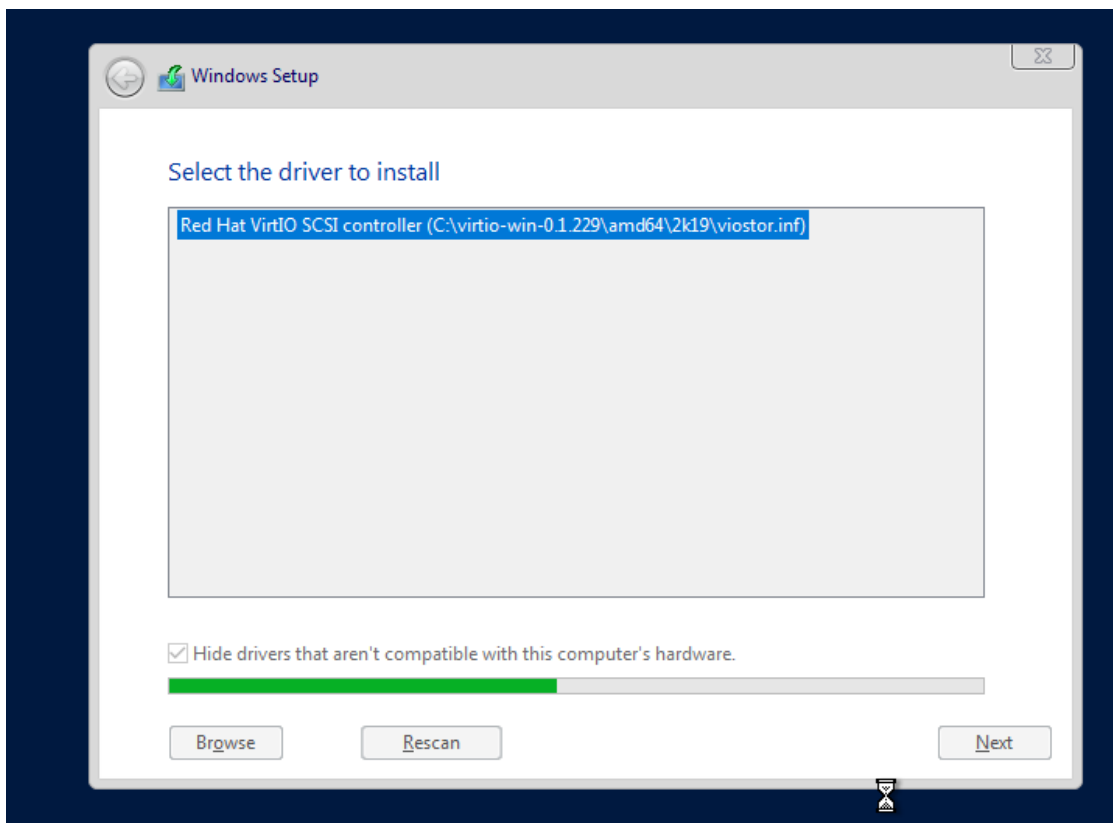 Windows Setup
Select the driver to install
Red Hat VirtIO SCSI controller (C:\virtio-win-0.1.229\amd64\2k19\viostor.inf)
Hide drivers that aren't compatible with this computer's hardware.
Browse Rescan Next